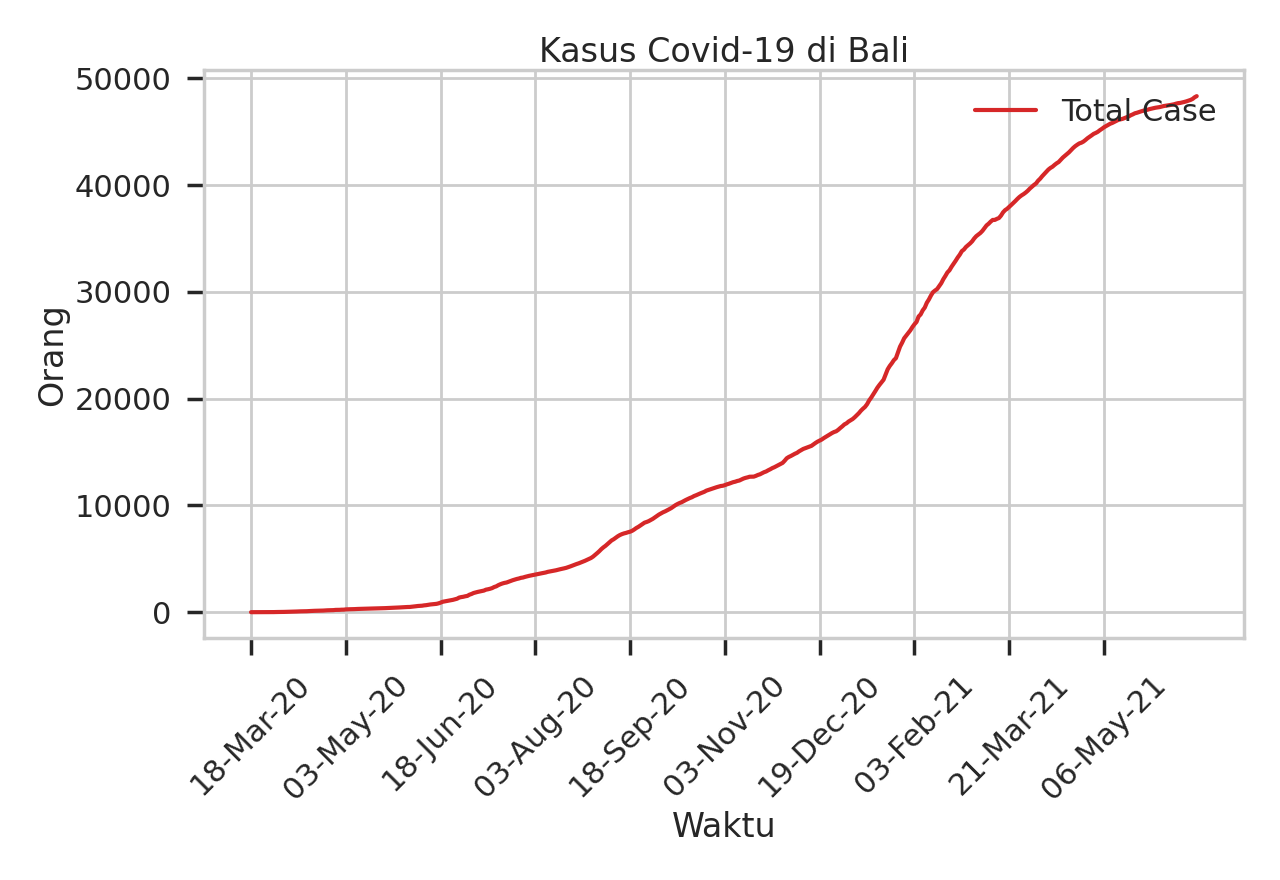 Kasus Covid-19 di Bali
Total Case
Orang
50000
40000
30000
20000
10000
0
18-Mar-20
03-May-20
18-Jun-20
03-Aug-20
18-Sep-20
03-Nov-20
19-Dec-20
03-Feb-21
21-Mar-21
06-May-21
Waktu